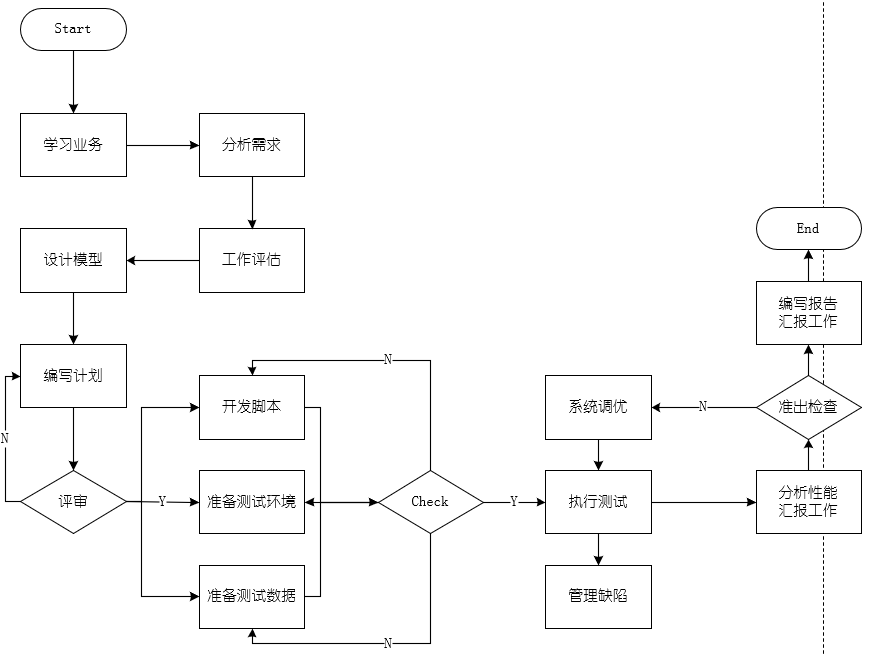 Start
学习业务
分析需求
设计模型
工作评估
End
编写报告
汇报工作
编写计划
N
开发脚本
系统调优
N
准出检查
N
评审
Y
准备测试环境
Check
Y
执行测试
分析性能
汇报工作
准备测试数据
管理缺陷
N